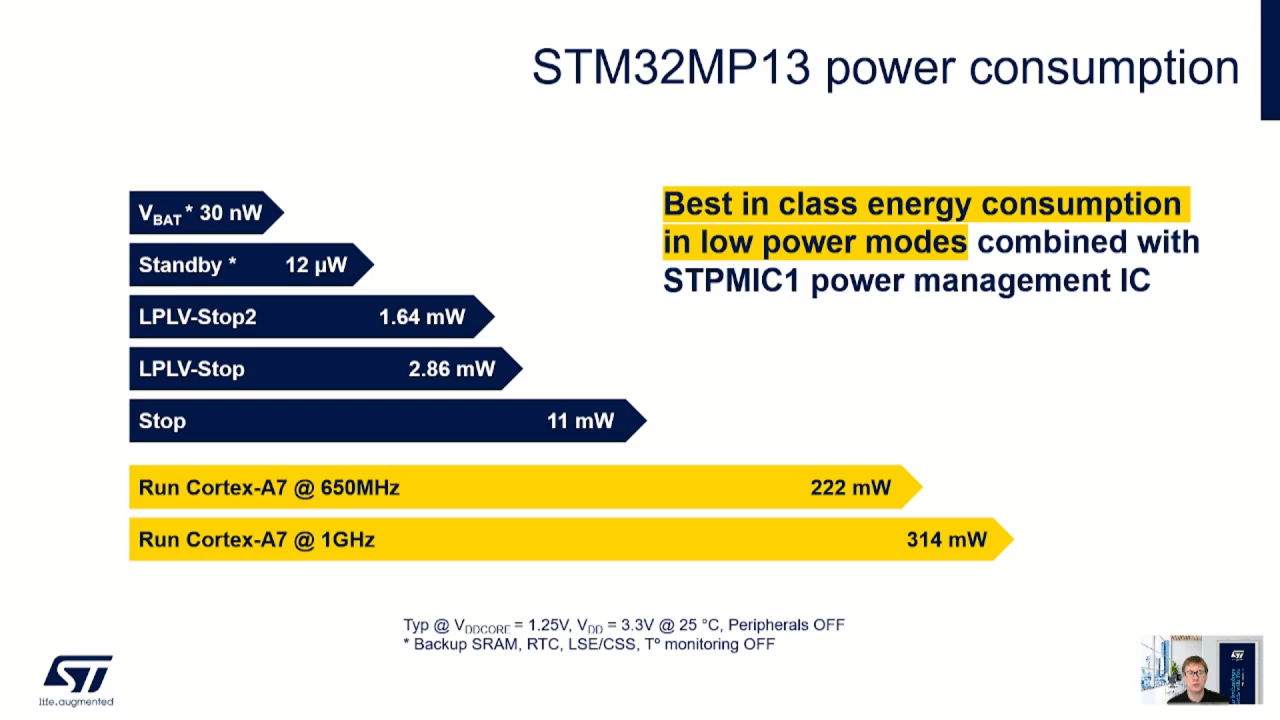 STM32MP13 power consumption
VBAT * 30 nW
Standby * 12 µW
LPLV-Stop2 1.64 mW
LPLV-Stop 2.86 mW
Stop 11 mW
Run Cortex-A7 @ 650MHz 222 mW
Run Cortex-A7 @ 1GHz 314 mW
Best in class energy consumption
in low power modes combined with
STPMIC1 power management IC
Typ @ VDDCORE = 1.25V, VDD = 3.3V @ 25 °C, Peripherals OFF
* Backup SRAM, RTC, LSE/CSS, Tº monitoring OFF
ST
life.augmented